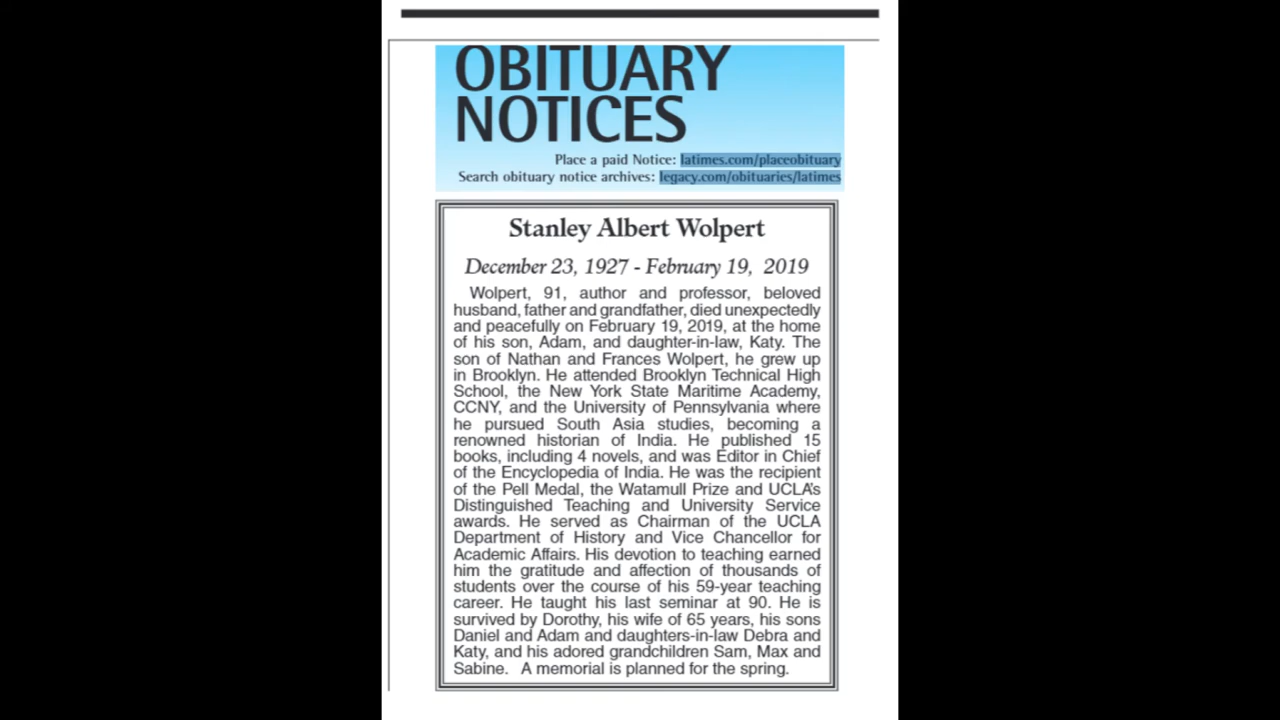 OBITUARY
NOTICES
Place a paid Notice: latimes.com/placeobituary
Search obituary notice archives: legacy.com/obituaries/latimes
Stanley Albert Wolpert
December 23, 1927 - February 19, 2019
Wolpert, 91, author and professor, beloved
husband, father and grandfather, died unexpectedly
and peacefully on February 19, 2019, at the home
of his son, Adam, and daughter-in-law, Katy. The
son of Nathan and Frances Wolpert, he grew up
in Brooklyn. He attended Brooklyn Technical High
School, the New York State Maritime Academy,
CCNY, and the University of Pennsylvania where
he pursued South Asia studies, becoming a
renowned historian of India. He published 15
books, including 4 novels, and was Editor in Chief
of the Encyclopedia of India. He was the recipient
of the Pell Medal, the Watamull Prize and UCLA's
Distinguished Teaching and University Service
awards. He served as Chairman of the UCLA
Department of History and Vice Chancellor for
Academic Affairs. His devotion to teaching earned
him the gratitude and affection of thousands of
students over the course of his 59-year teaching
career. He taught his last seminar at 90. He is
survived by Dorothy, his wife of 65 years, his sons
Daniel and Adam and daughters-in-law Debra and
Katy, and his adored grandchildren Sam, Max and
Sabine. A memorial is planned for the spring.